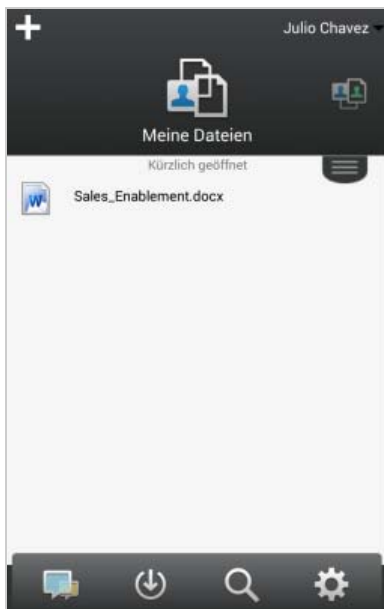 Julio Chavez
Meine Dateien
Kürzlich geöffnet
W
Sales_Enablement.docx